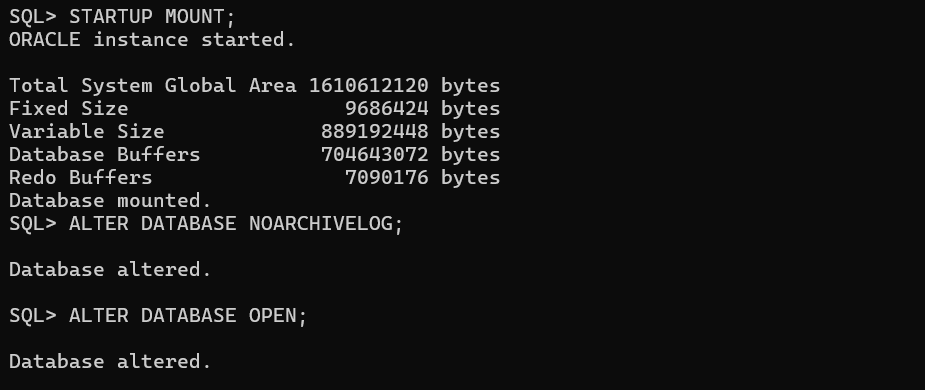 SQL> STARTUP MOUNT;
ORACLE instance started.
Total System Global Area 1610612120 bytes
Fixed Size 9686424 bytes
Variable Size 889192448 bytes
Database Buffers 704643072 bytes
Redo Buffers 7090176 bytes
Database mounted.
SQL> ALTER DATABASE NOARCHIVELOG;
Database altered.
SQL> ALTER DATABASE OPEN;
Database altered.